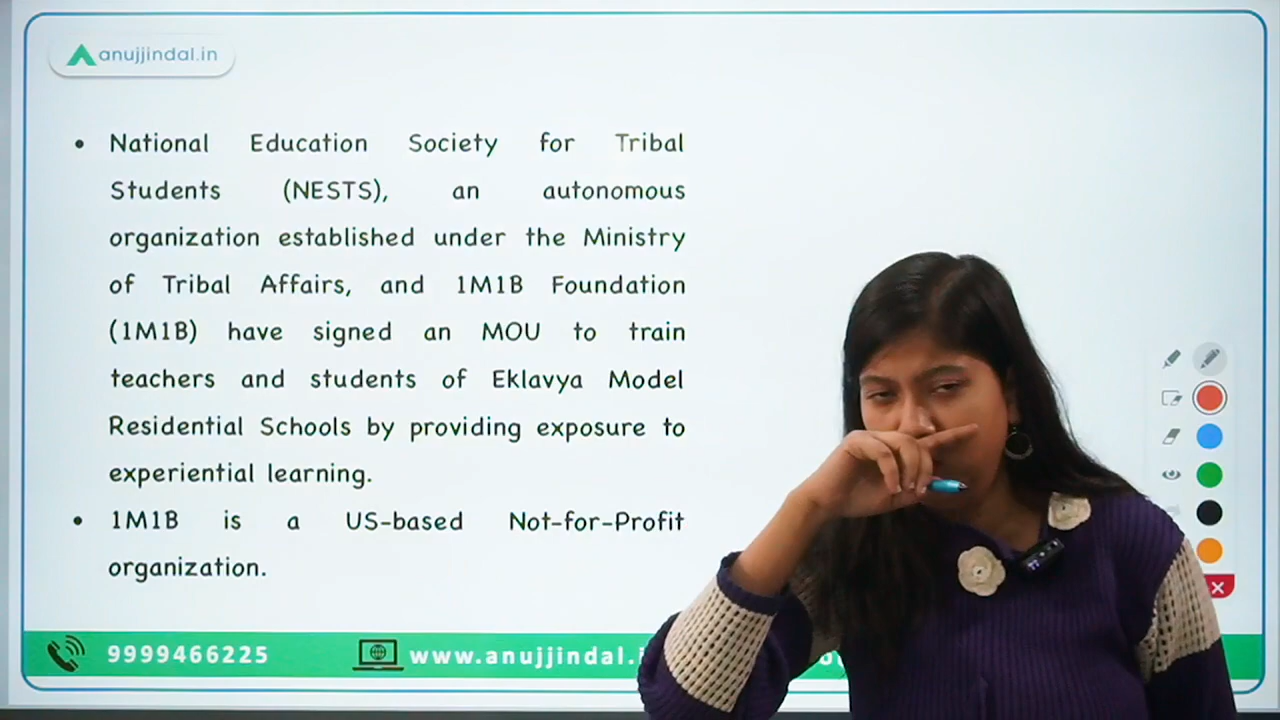 anujjindal.in
• National Education Society for Tribal
Students (NESTS), an autonomous
organization established under the Ministry
of Tribal Affairs, and 1M1B Foundation
(1M1B) have signed an MOU to train
teachers and students of Eklavya Model
Residential Schools by providing exposure to
experiential learning.
• 1M1B is a US-based Not-for-Profit
organization.
9999466225 www.anujjindal.i